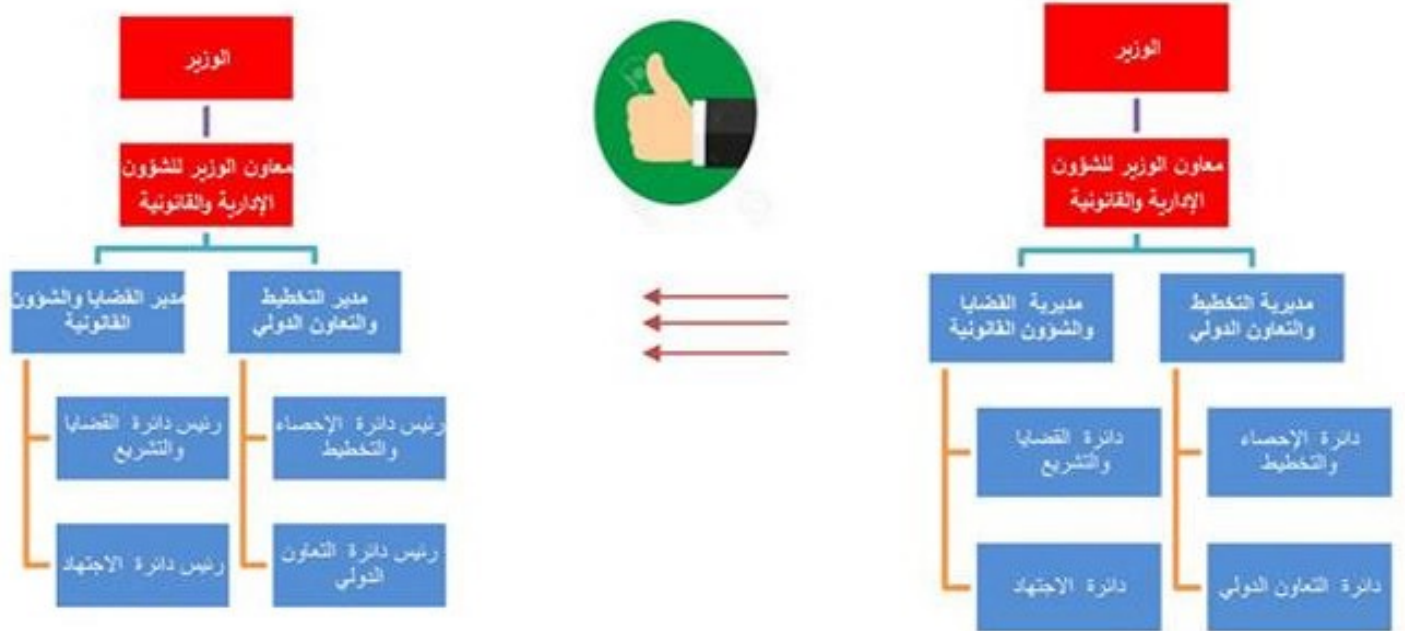 الوزير
معاون الوزير للشؤون
الإدارية والقانونية
مديرية التخطيط
والتعاون الدولي
مديرية القضايا
والشؤون القانونية
دائرة الإحصاء
والتخطيط
دائرة القضايا
والتشريع
دائرة التعاون الدولي
دائرة الاجتهاد
الوزير
معاون الوزير للشؤون
الإدارية والقانونية
مدير التخطيط
والتعاون الدولي
مدير القضايا والشؤون
القانونية
رئيس دائرة الإحصاء
والتخطيط
رئيس دائرة القضايا
والتشريع
رئيس دائرة التعاون
الدولي
رئيس دائرة الاجتهاد